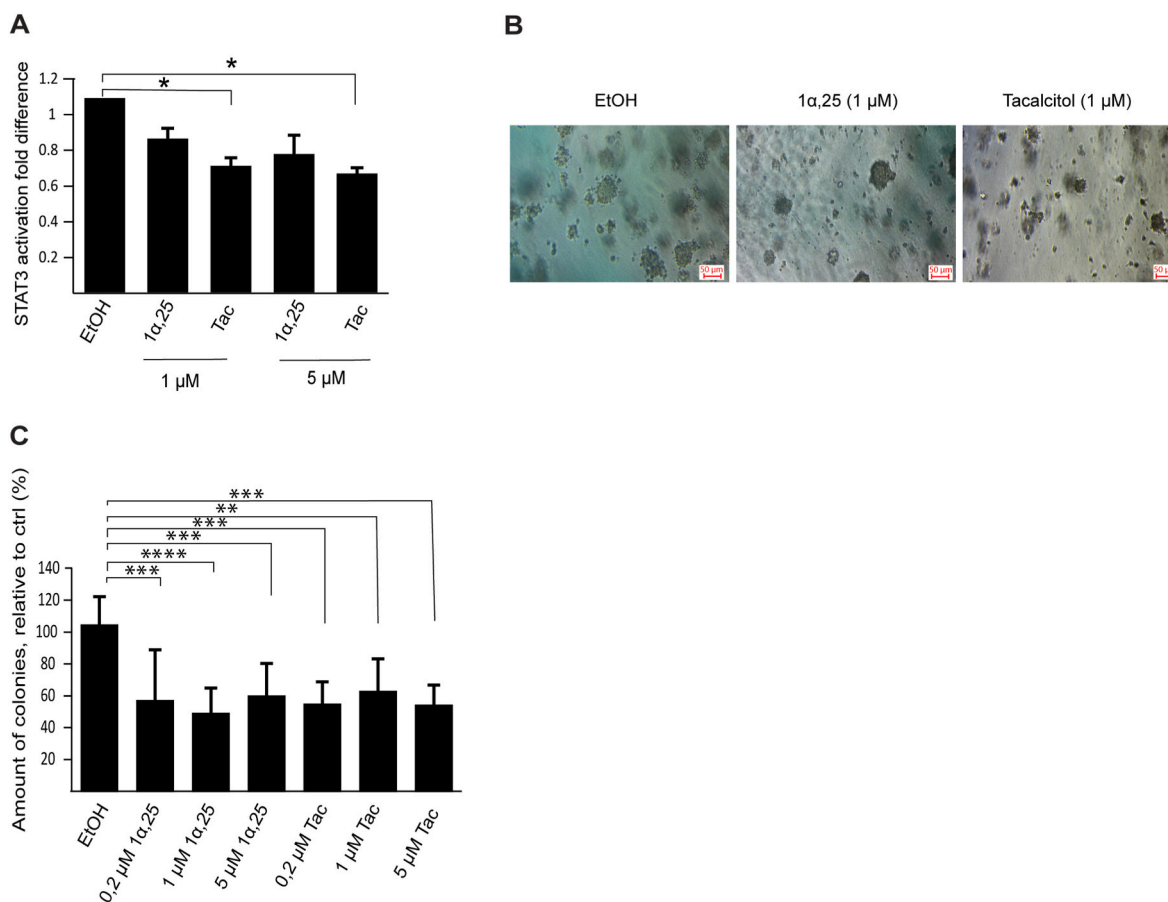 A
STAT3 activation fold difference
*
*
1.2
1
0.8
0.6
0.4
0.2
EtOH
1α,25
Tac
1α,25
Tac
1 µM
5 µM
B
EtOH
1α,25 (1 µM)
Tacalcitol (1 µM)
50 µm
50 µm
50 µm
C
Amount of colonies, relative to ctrl (%)
***
**
***
***
****
***
140
120
100
80
60
40
20
EtOH
0,2 µM 1α,25
1 µM 1α,25
5 µM 1α,25
0,2 µM Tac
1 µM Tac
5 µM Tac